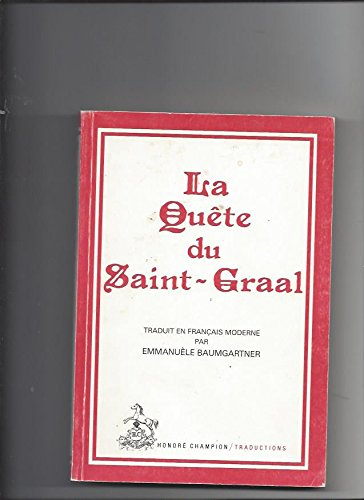 La
Quête
du
Saint-Graal
TRADUIT EN FRANÇAIS MODERNE
PAR
EMMANUÈLE BAUMGARTNER
HONORÉ CHAMPION/TRADUCTIONS